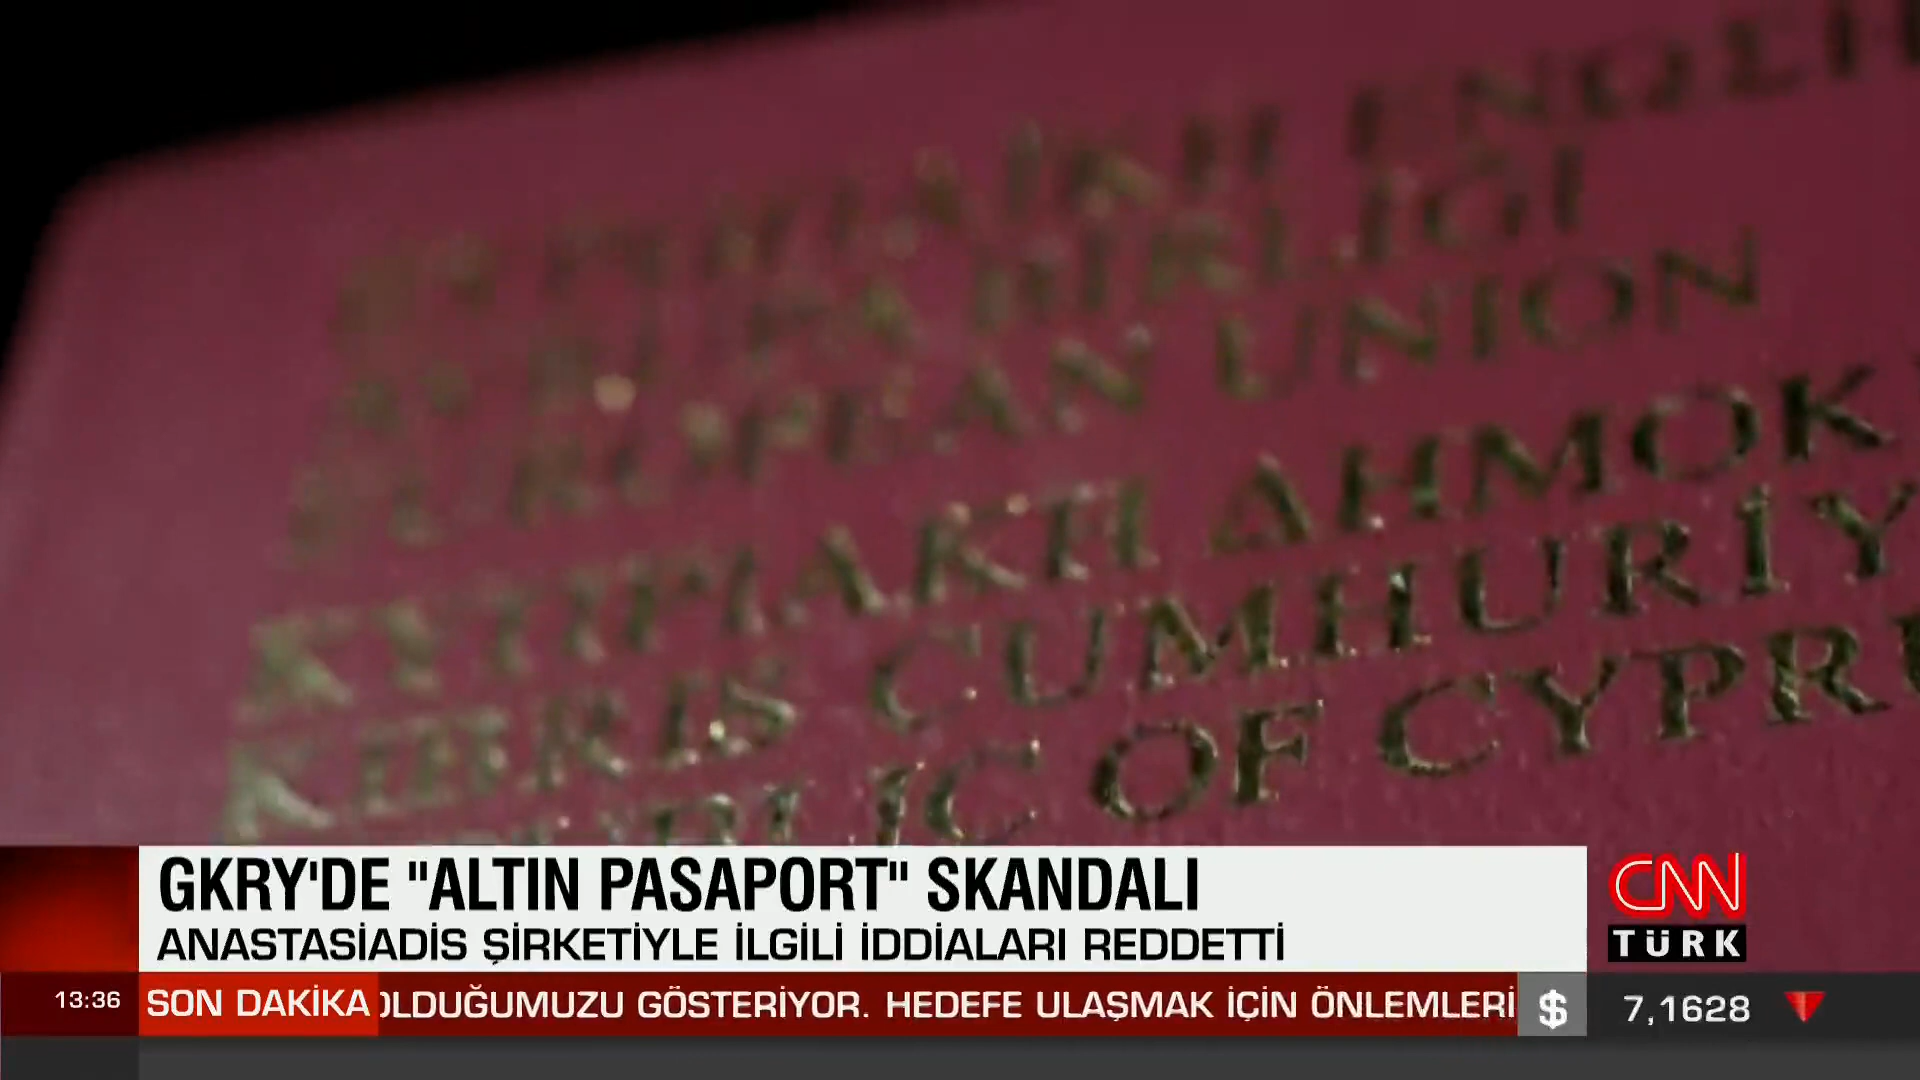 EUROPEAN UNION
ΚΥΠΡΙΑΚΗ ΔΗΜΟΚ
KIBRIS CUMHURİY
OF CYPRU
GKRY'DE "ALTIN PASAPORT" SKANDALI
ANASTASİADİS ŞİRKETİYLE İLGİLİ İDDİALARI REDDETTİ
CNN
TÜRK
13:36 SON DAKİKA OLDUĞUMUZU GÖSTERİYOR. HEDEFE ULAŞMAK İÇİN ÖNLEMLERİ $ 7,1628